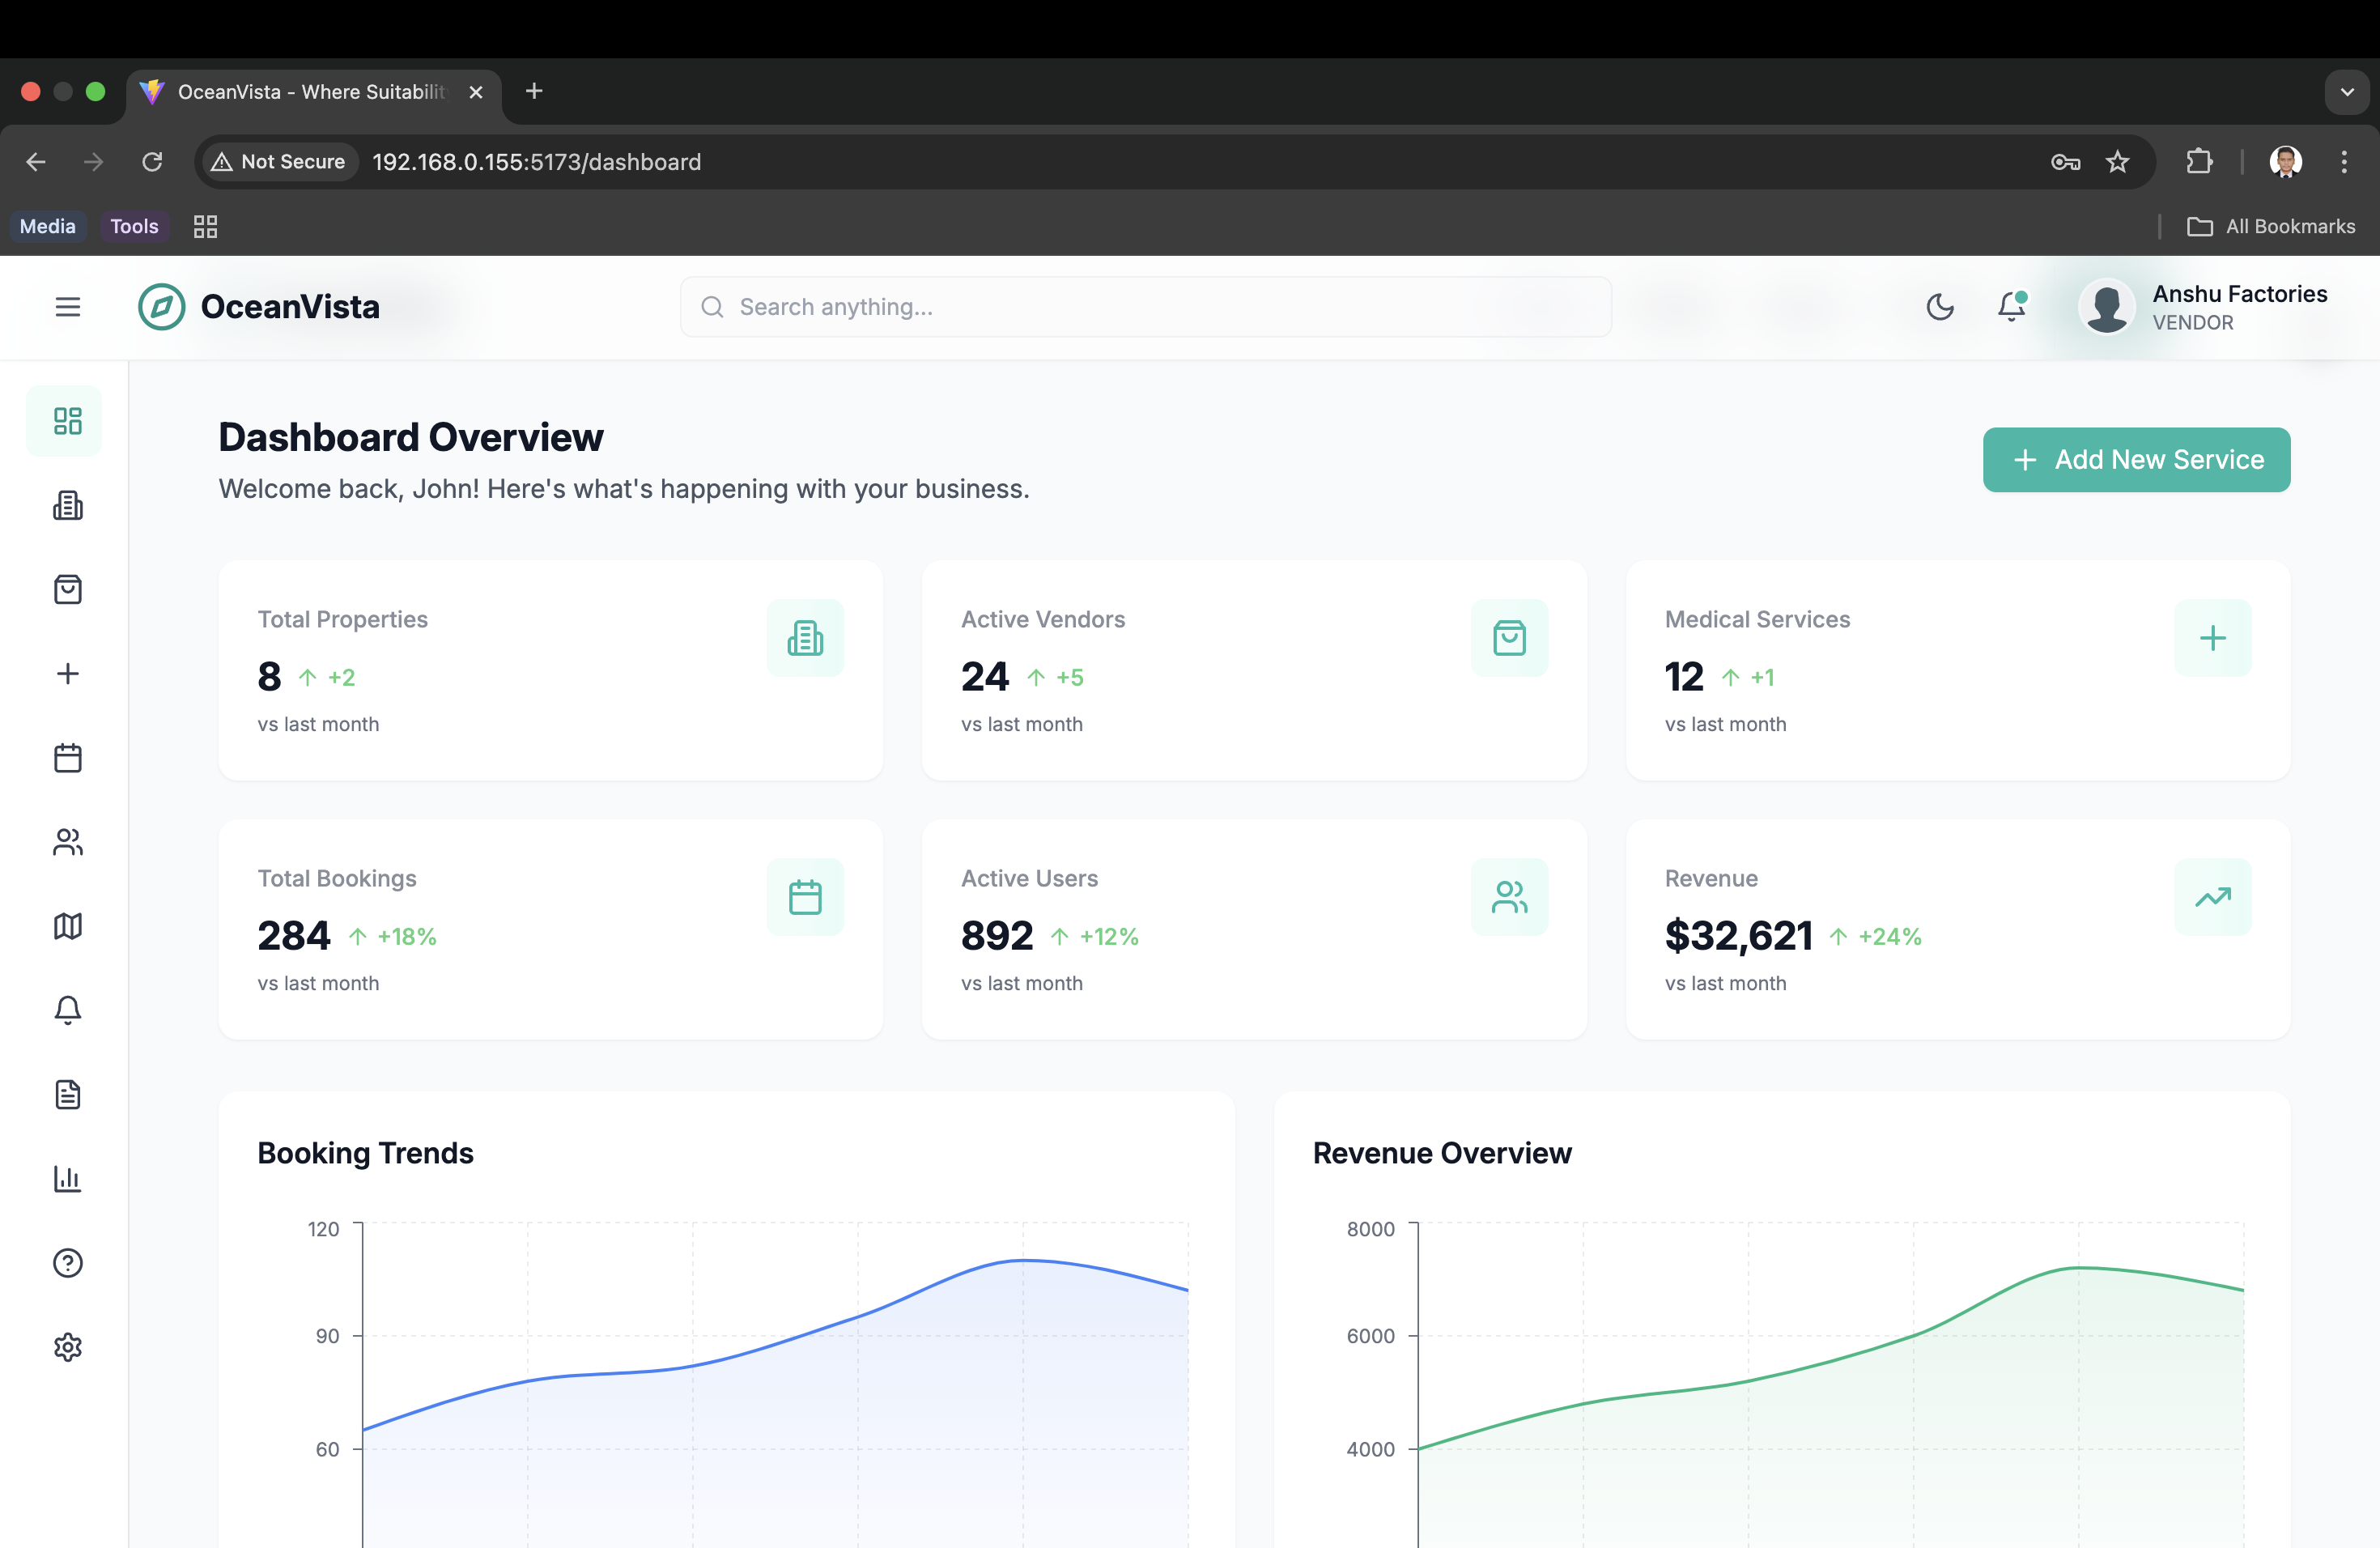 OceanVista - Where Suitabilit
Not Secure
192.168.0.155:5173/dashboard
Media
Tools
All Bookmarks
OceanVista
Search anything...
Anshu Factories
VENDOR
Dashboard Overview
Welcome back, John! Here's what's happening with your business.
Add New Service
Total Properties
8
+2
vs last month
Active Vendors
24
+5
vs last month
Medical Services
12
+1
vs last month
Total Bookings
284
+18%
vs last month
Active Users
892
+12%
vs last month
Revenue
$32,621
+24%
vs last month
Booking Trends
120
90
60
Revenue Overview
8000
6000
4000